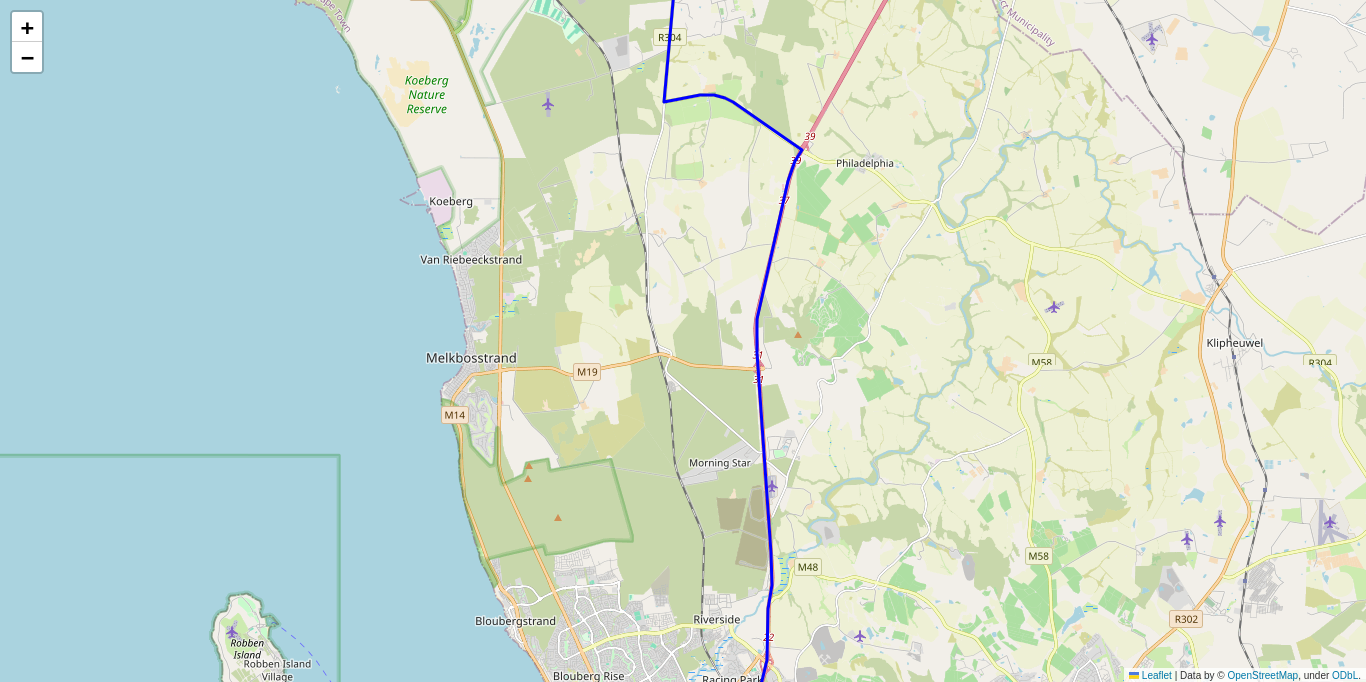 +
−
Cape Town
cr Municipality
R304
Koeberg
Nature
Reserve
39
39
Philadelphia
37
Koeberg
Van Riebeeckstrand
Melkbosstrand
M19
31
31
M58
Klipheuwel
R304
M14
Morning Star
M58
M48
Bloubergstrand
Riverside
R302
22
Robben
Island
Robben Island
Village
Blouberg Rise
Racing Park
Leaflet | Data by © OpenStreetMap, under ODbL.